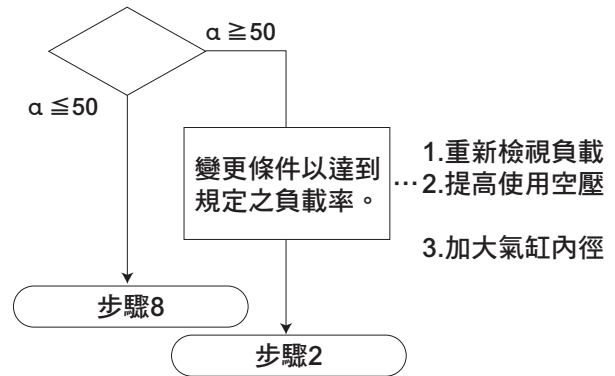 α ≧50
α ≦50
變更條件以達到
規定之負載率。
1.重新檢視負載
…2.提高使用空壓
3.加大氣缸內徑
步驟8
步驟2